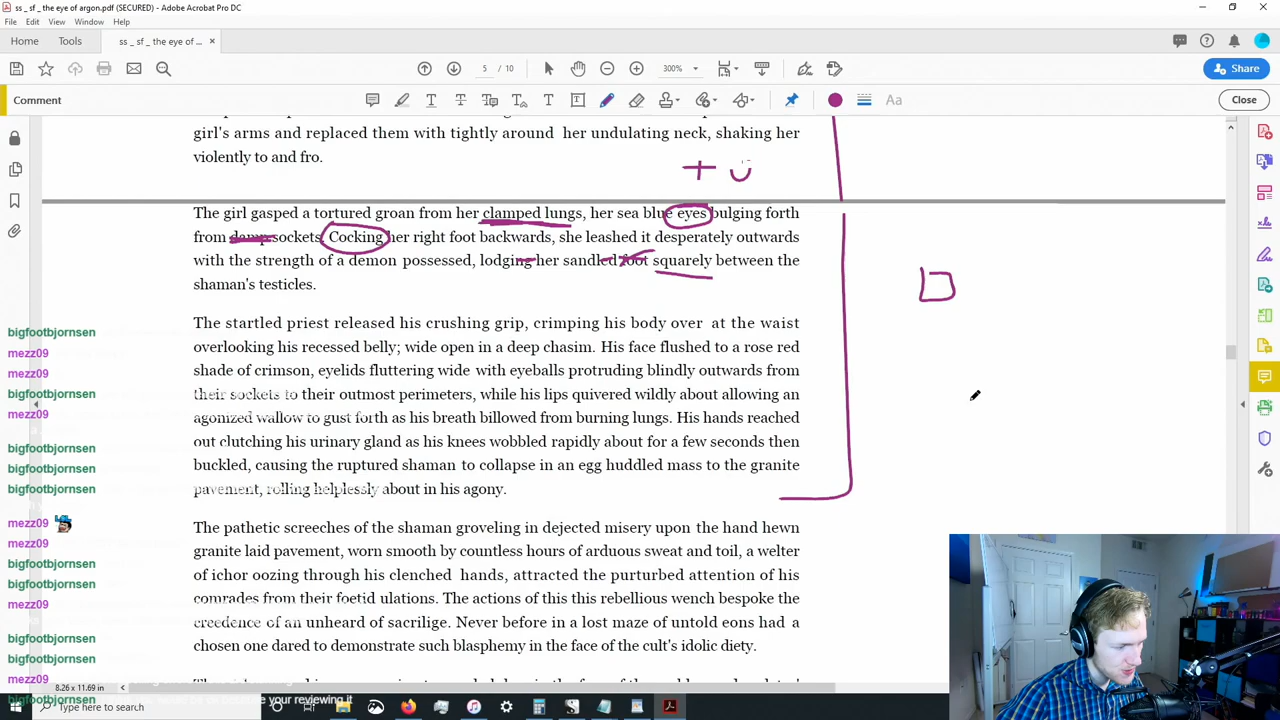 ss _ sf _ the eye of argon.pdf (SECURED) - Adobe Acrobat Pro DC
File Edit View Window Help
Home Tools ss _ sf _ the eye of ... ×
5 / 10 300% Share
Comment Aa Close
girl's arms and replaced them with tightly around her undulating neck, shaking her
violently to and fro.
+
The girl gasped a tortured groan from her clamped lungs, her sea blue eyes bulging forth
from damp sockets. Cocking her right foot backwards, she leashed it desperately outwards
with the strength of a demon possessed, lodging her sandled foot squarely between the
shaman's testicles.
The startled priest released his crushing grip, crimping his body over at the waist
overlooking his recessed belly; wide open in a deep chasim. His face flushed to a rose red
shade of crimson, eyelids fluttering wide with eyeballs protruding blindly outwards from
their sockets to their outmost perimeters, while his lips quivered wildly about allowing an
agonized wallow to gust forth as his breath billowed from burning lungs. His hands reached
out clutching his urinary gland as his knees wobbled rapidly about for a few seconds then
buckled, causing the ruptured shaman to collapse in an egg huddled mass to the granite
pavement, rolling helplessly about in his agony.
The pathetic screeches of the shaman groveling in dejected misery upon the hand hewn
granite laid pavement, worn smooth by countless hours of arduous sweat and toil, a welter
of ichor oozing through his clenched hands, attracted the purturbed attention of his
comrades from their foetid ulations. The actions of this this rebellious wench bespoke the
credence of an unheard of sacrilige. Never before in a lost maze of untold eons had a
chosen one dared to demonstrate such blasphemy in the face of the cult's idolic diety.
bigfootbjornsen
mezz09
mezz09
bigfootbjornsen
mezz09
bigfootbjornsen
bigfootbjornsen
bigfootbjornsen
mezz09
mezz09
bigfootbjornsen
bigfootbjornsen
mezz09
bigfootbjornsen
bigfootbjornsen
mezz09
bigfootbjornsen your reviewing it
8.26 x 11.69 in
Type here to search